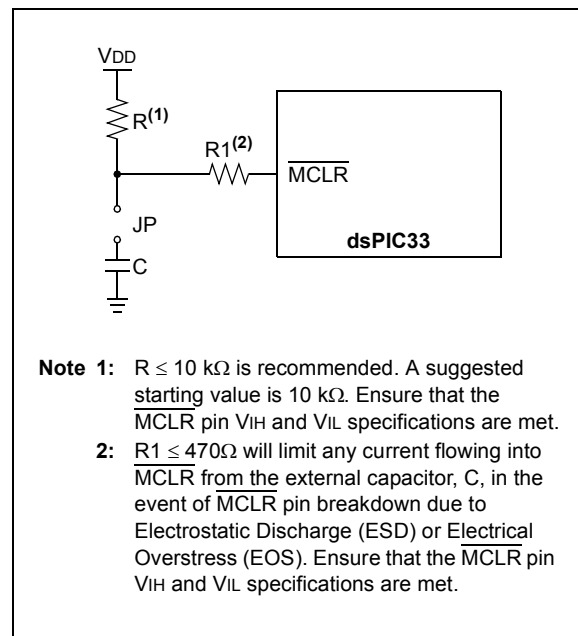 VDD
R(1)
R1(2)
MCLR
JP
dsPIC33
C
Note 1: R ≤ 10 kΩ is recommended. A suggested
starting value is 10 kΩ. Ensure that the
MCLR pin VIH and VIL specifications are met.
2: R1 ≤ 470Ω will limit any current flowing into
MCLR from the external capacitor, C, in the
event of MCLR pin breakdown due to
Electrostatic Discharge (ESD) or Electrical
Overstress (EOS). Ensure that the MCLR pin
VIH and VIL specifications are met.